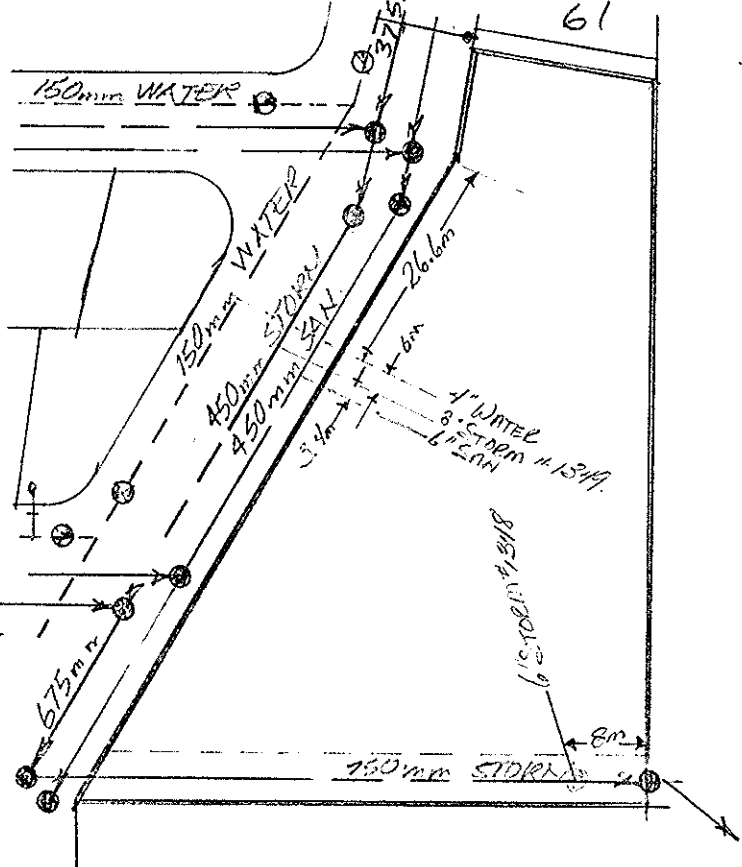 61
375
150mm WATER
150mm WATER
450mm STORM
450mm SAN.
26.6m
6m
4" WATER
8" STORM # 1349.
6" SAN
3.4m
6" STORM # 1348
675mm
8m
750mm STORM